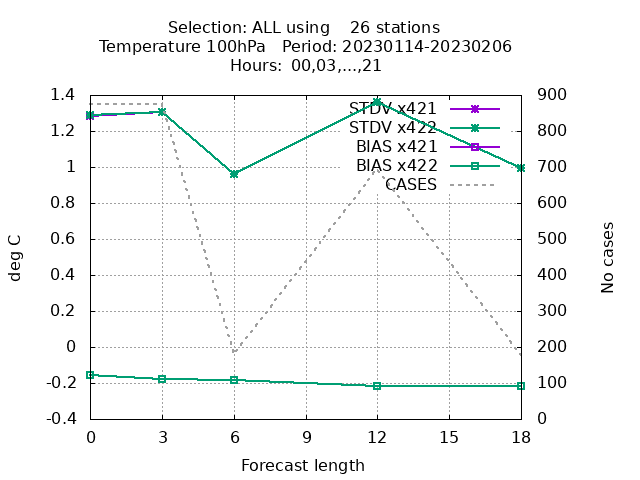 Selection: ALL using    26 stations
Temperature 100hPa   Period: 20230114-20230206
Hours:  00,03,...,21
1.4 STDV x421 900
1.2 STDV x422 800
BIAS x421
1 BIAS x422 700
0.8 CASES 600
0.6 500
0.4 400
0.2 300
0 200
-0.2 100
-0.4 0
deg C
No cases
0 3 6 9 12 15 18
Forecast length